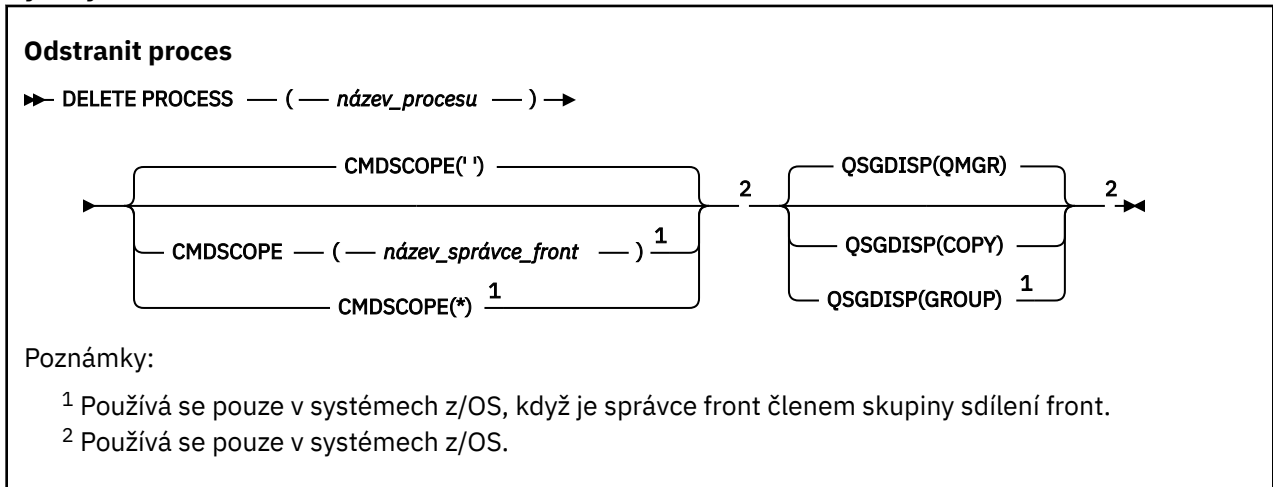 Odstranit proces
DELETE PROCESS ( název_procesu )
CMDSCOPE(' ')
CMDSCOPE ( název_správce_front ) 1
CMDSCOPE(*) 1
2
QSGDISP(QMGR)
QSGDISP(COPY)
QSGDISP(GROUP) 1
2
Poznámky:
1 Používá se pouze v systémech z/OS, když je správce front členem skupiny sdílení front.
2 Používá se pouze v systémech z/OS.